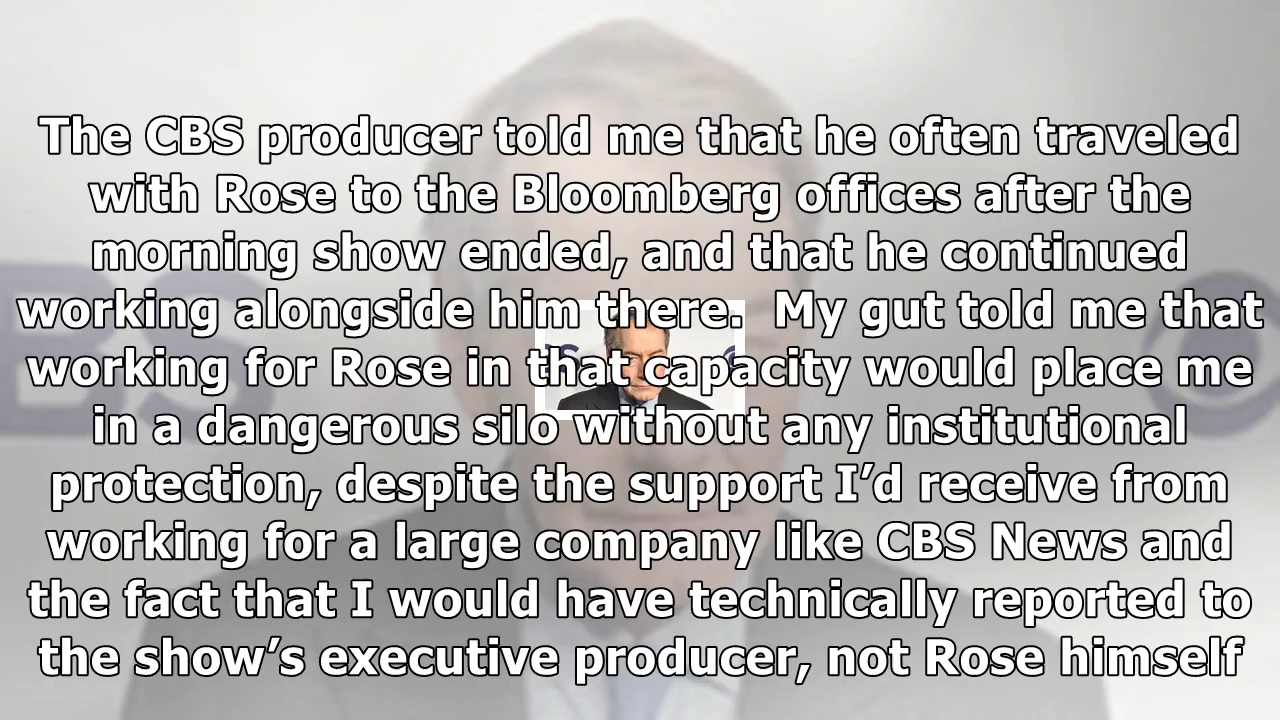 The CBS producer told me that he often traveled
with Rose to the Bloomberg offices after the
morning show ended, and that he continued
working alongside him there.  My gut told me that
working for Rose in that capacity would place me
in a dangerous silo without any institutional
protection, despite the support I’d receive from
working for a large company like CBS News and
the fact that I would have technically reported to
the show’s executive producer, not Rose himself
BS
BS